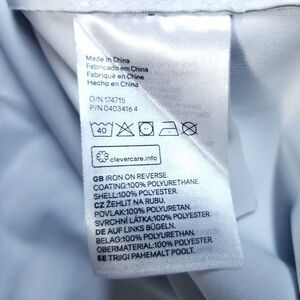 Made in China
Fabricado em China
Fabriqué en Chine
Hecho en China
O/N 174715
P/N 0403416 4
40
clevercare.info
GB IRON ON REVERSE.
COATING:100% POLYURETHANE.
SHELL:100% POLYESTER.
CZ ŽEHLIT NA RUBU.
POVLAK:100% POLYURETAN.
SVRCHNÍ LÁTKA:100% POLYESTER.
DE AUF LINKS BÜGELN.
BELAG:100% POLYURETHAN.
OBERMATERIAL:100% POLYESTER.
EE TRIIGI PAHEMALT POOLT.